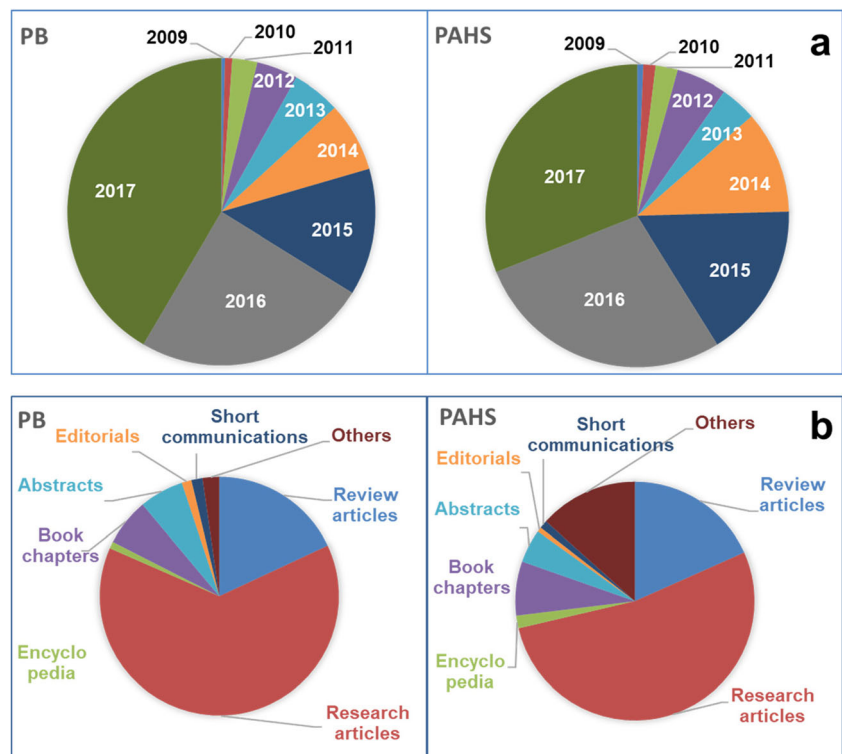 PB
2009
2010
2011
2012
2013
2014
2015
2016
2017
PAHS
a
2009
2010
2011
2012
2013
2014
2015
2016
2017
PB
Short
communications
Others
Editorials
Abstracts
Review
articles
Book
chapters
Encyclo
pedia
Research
articles
PAHS
b
Short
communications
Others
Editorials
Abstracts
Review
articles
Book
chapters
Encyclo
pedia
Research
articles